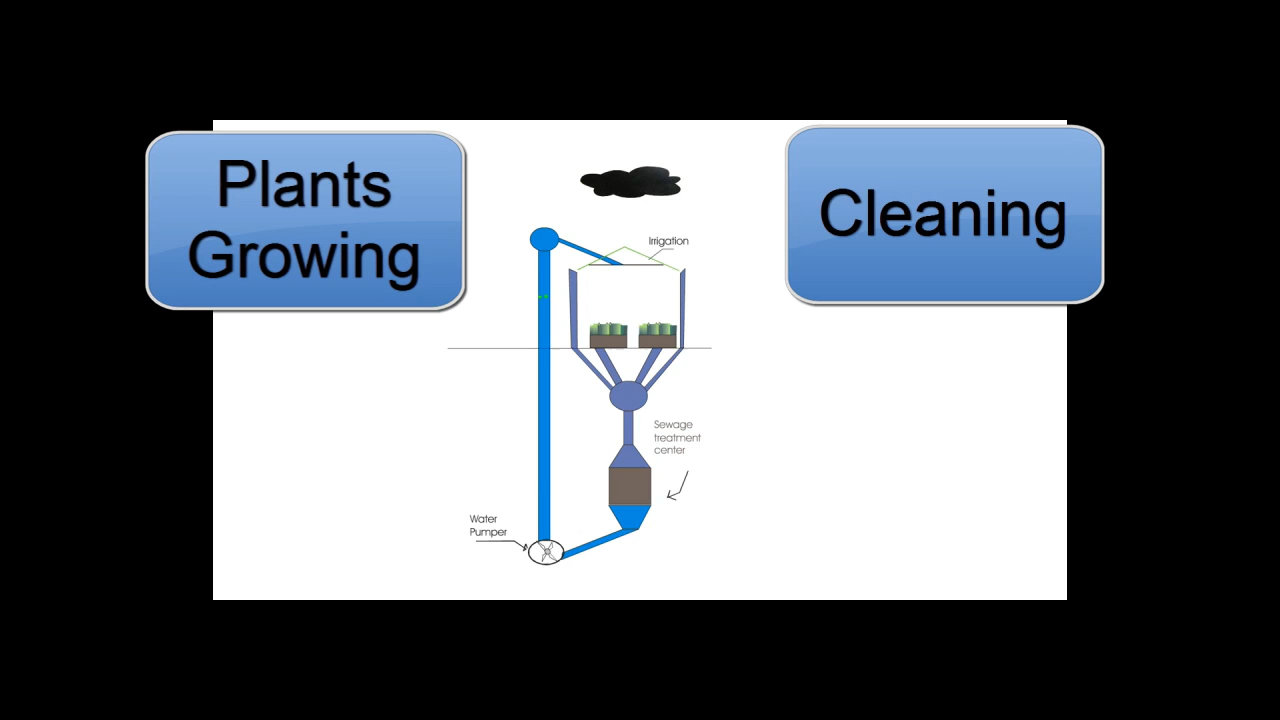 Plants
Growing
Cleaning
Irrigation
Sewage
treatment
center
Water
Pumper